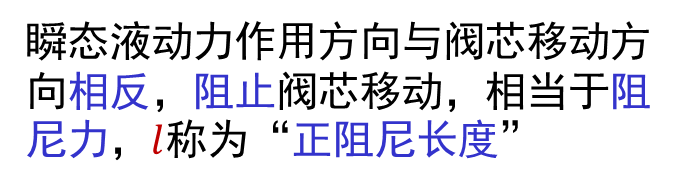 瞬态液动力作用方向与阀芯移动方
向相反，阻止阀芯移动，相当于阻
尼力，l称为“正阻尼长度”